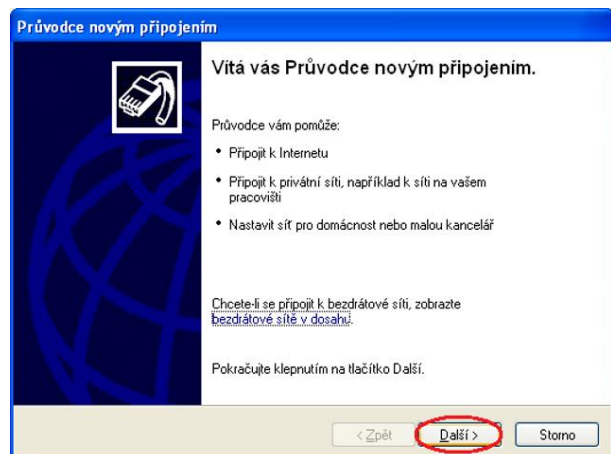 Průvodce novým připojením
Vítá vás Průvodce novým připojením.
Průvodce vám pomůže:
• Připojit k Internetu
• Připojit k privátní síti, například k síti na vašem
pracovišti
• Nastavit síť pro domácnost nebo malou kancelář
Chcete-li se připojit k bezdrátové síti, zobrazte
bezdrátové sítě v dosahu.
Pokračujte klepnutím na tlačítko Další.
< Zpět
Další >
Storno